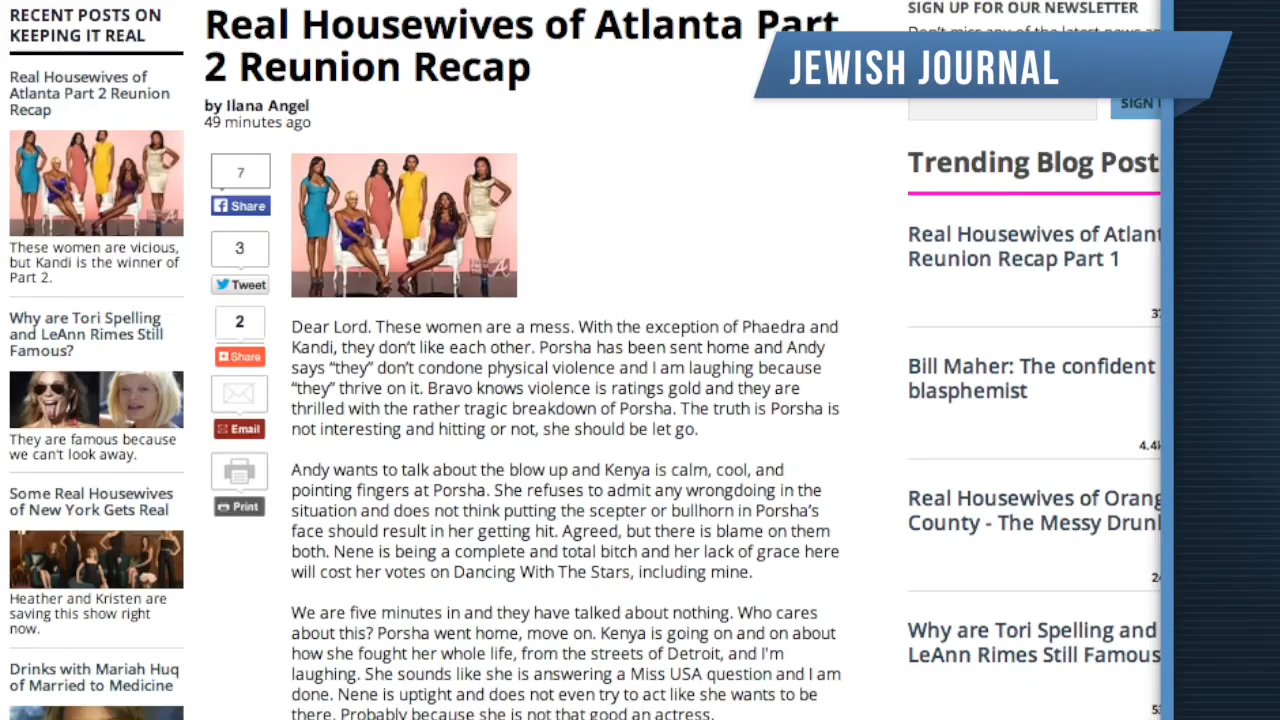 RECENT POSTS ON
KEEPING IT REAL
Real Housewives of
Atlanta Part 2 Reunion
Recap
These women are vicious,
but Kandi is the winner of
Part 2.
Why are Tori Spelling
and LeAnn Rimes Still
Famous?
They are famous because
we can't look away.
Some Real Housewives
of New York Gets Real
Heather and Kristen are
saving this show right
now.
Drinks with Mariah Huq
of Married to Medicine
Real Housewives of Atlanta Part
2 Reunion Recap
by Ilana Angel
49 minutes ago
7
Share
3
Tweet
2
Share
Email
Print
Dear Lord. These women are a mess. With the exception of Phaedra and
Kandi, they don’t like each other. Porsha has been sent home and Andy
says “they” don’t condone physical violence and I am laughing because
“they” thrive on it. Bravo knows violence is ratings gold and they are
thrilled with the rather tragic breakdown of Porsha. The truth is Porsha is
not interesting and hitting or not, she should be let go.
Andy wants to talk about the blow up and Kenya is calm, cool, and
pointing fingers at Porsha. She refuses to admit any wrongdoing in the
situation and does not think putting the scepter or bullhorn in Porsha’s
face should result in her getting hit. Agreed, but there is blame on them
both. Nene is being a complete and total bitch and her lack of grace here
will cost her votes on Dancing With The Stars, including mine.
We are five minutes in and they have talked about nothing. Who cares
about this? Porsha went home, move on. Kenya is going on and on about
how she fought her whole life, from the streets of Detroit, and I'm
laughing. She sounds like she is answering a Miss USA question and I am
done. Nene is uptight and does not even try to act like she wants to be
there. Probably because she is not that good an actress.
SIGN UP FOR OUR NEWSLETTER
JEWISH JOURNAL
SIGN
Trending Blog Post
Real Housewives of Atlant
Reunion Recap Part 1
Bill Maher: The confident
blasphemist
4.4k
Real Housewives of Orang
County - The Messy Drun
Why are Tori Spelling and
LeAnn Rimes Still Famous